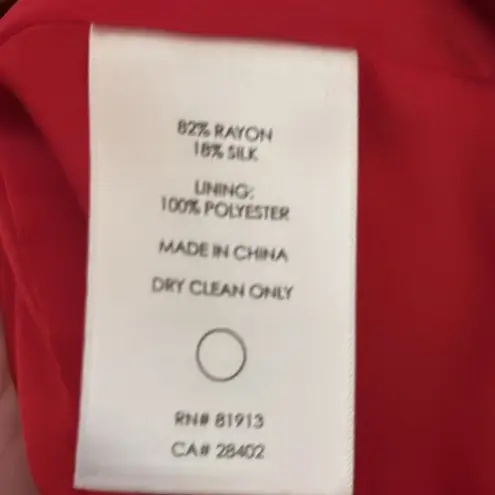 82% RAYON
18% SILK
LINING:
100% POLYESTER
MADE IN CHINA
DRY CLEAN ONLY
RN# 81913
CA# 28402